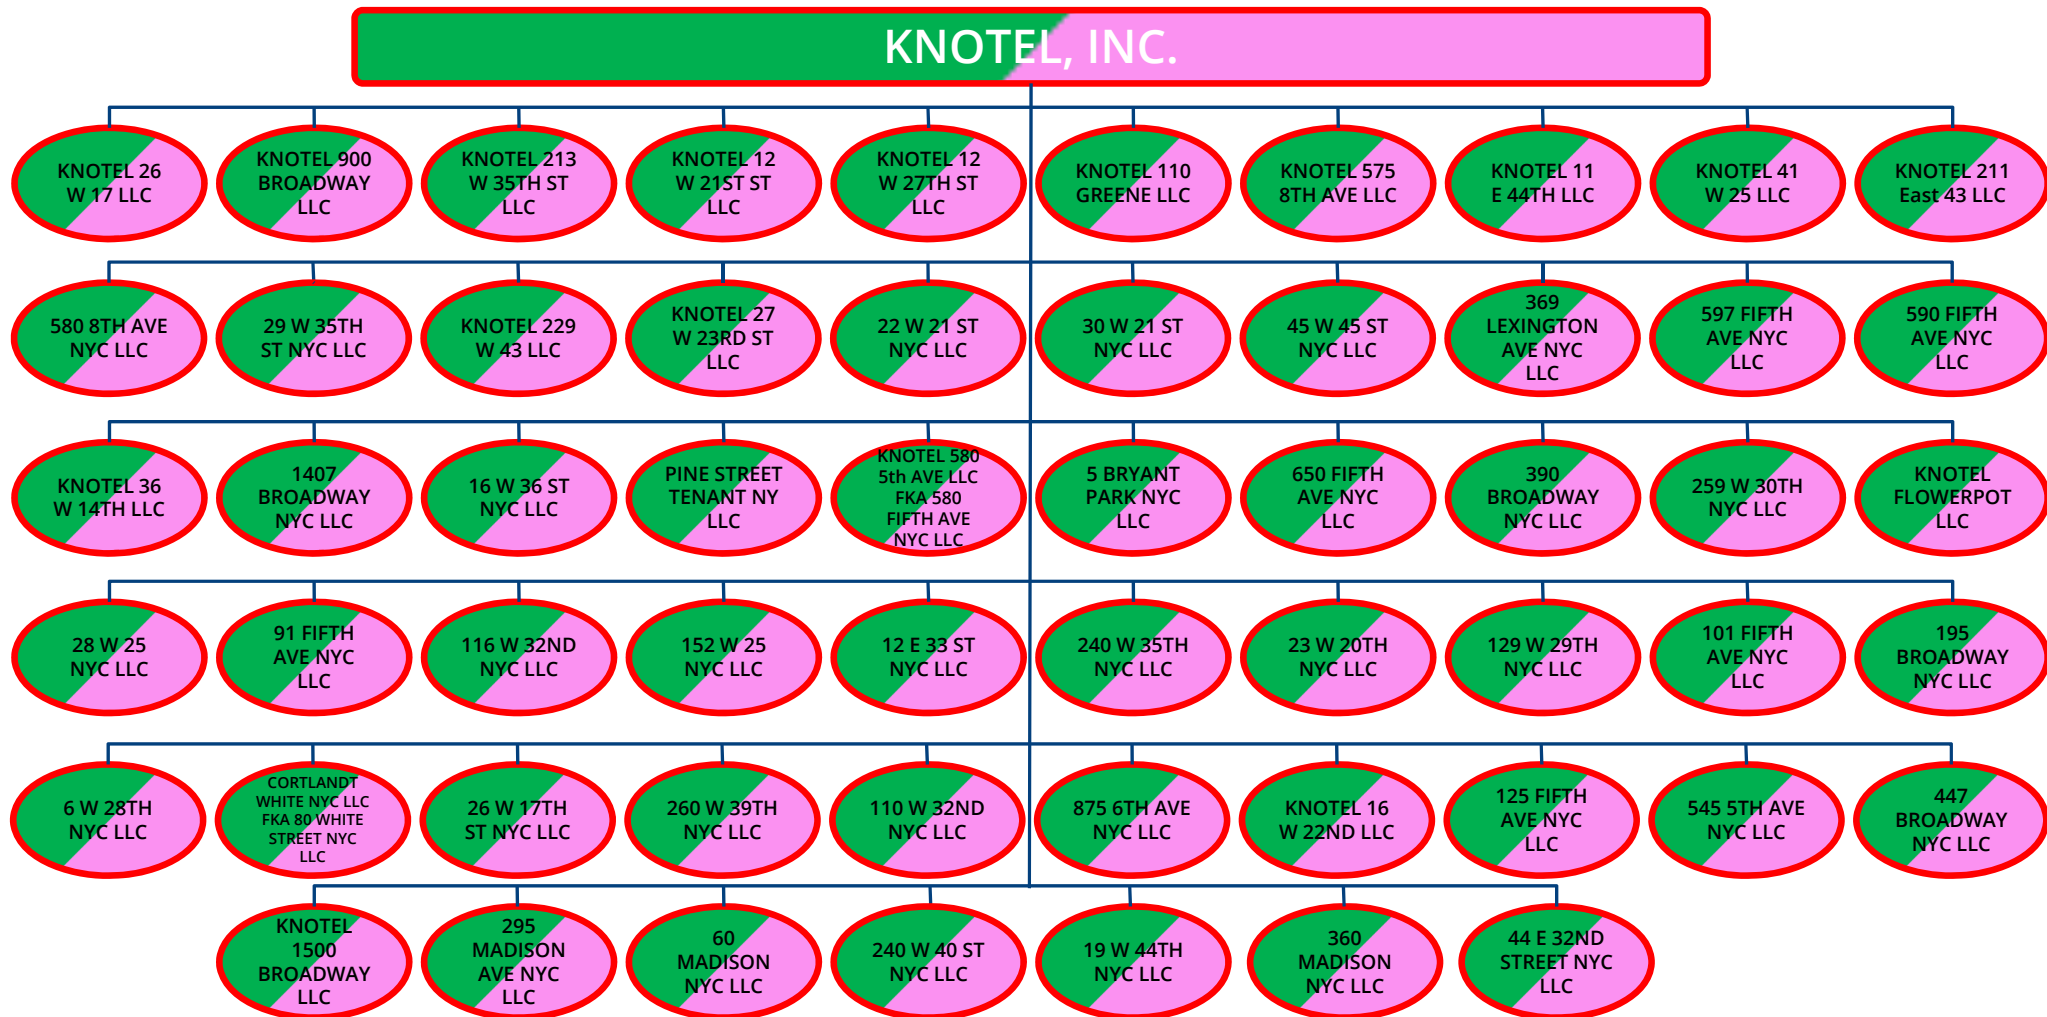 KNOTEL, INC.
KNOTEL 26
W 17 LLC
KNOTEL 900
BROADWAY
LLC
KNOTEL 213
W 35TH ST
LLC
KNOTEL 12
W 21ST ST
LLC
KNOTEL 12
W 27TH ST
LLC
KNOTEL 110
GREENE LLC
KNOTEL 575
8TH AVE LLC
KNOTEL 11
E 44TH LLC
KNOTEL 41
W 25 LLC
KNOTEL 211
East 43 LLC
580 8TH AVE
NYC LLC
29 W 35TH
ST NYC LLC
KNOTEL 229
W 43 LLC
KNOTEL 27
W 23RD ST
LLC
22 W 21 ST
NYC LLC
30 W 21 ST
NYC LLC
45 W 45 ST
NYC LLC
369
LEXINGTON
AVE NYC
LLC
597 FIFTH
AVE NYC
LLC
590 FIFTH
AVE NYC
LLC
KNOTEL 36
W 14TH LLC
1407
BROADWAY
NYC LLC
16 W 36 ST
NYC LLC
PINE STREET
TENANT NY
LLC
KNOTEL 580
5th AVE LLC
FKA 580
FIFTH AVE
NYC LLC
5 BRYANT
PARK NYC
LLC
650 FIFTH
AVE NYC
LLC
390
BROADWAY
NYC LLC
259 W 30TH
NYC LLC
KNOTEL
FLOWERPOT
LLC
28 W 25
NYC LLC
91 FIFTH
AVE NYC
LLC
116 W 32ND
NYC LLC
152 W 25
NYC LLC
12 E 33 ST
NYC LLC
240 W 35TH
NYC LLC
23 W 20TH
NYC LLC
129 W 29TH
NYC LLC
101 FIFTH
AVE NYC
LLC
195
BROADWAY
NYC LLC
6 W 28TH
NYC LLC
CORTLANDT
WHITE NYC LLC
FKA 80 WHITE
STREET NYC
LLC
26 W 17TH
ST NYC LLC
260 W 39TH
NYC LLC
110 W 32ND
NYC LLC
875 6TH AVE
NYC LLC
KNOTEL 16
W 22ND LLC
125 FIFTH
AVE NYC
LLC
545 5TH AVE
NYC LLC
447
BROADWAY
NYC LLC
KNOTEL
1500
BROADWAY
LLC
295
MADISON
AVE NYC
LLC
60
MADISON
NYC LLC
240 W 40 ST
NYC LLC
19 W 44TH
NYC LLC
360
MADISON
NYC LLC
44 E 32ND
STREET NYC
LLC